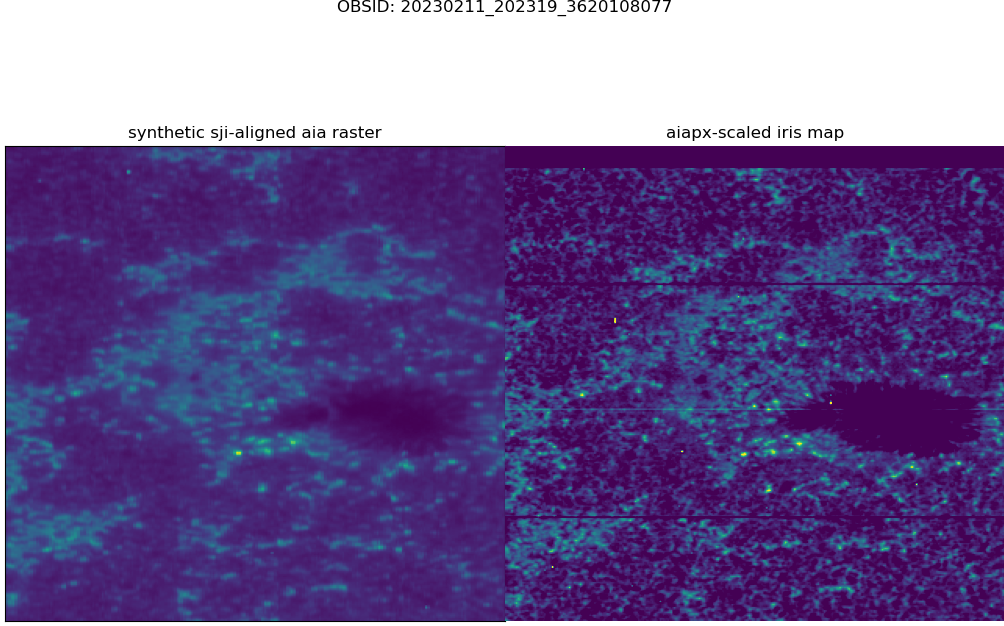 OBSID: 20230211_202319_3620108077
synthetic sji-aligned aia raster
aiapx-scaled iris map